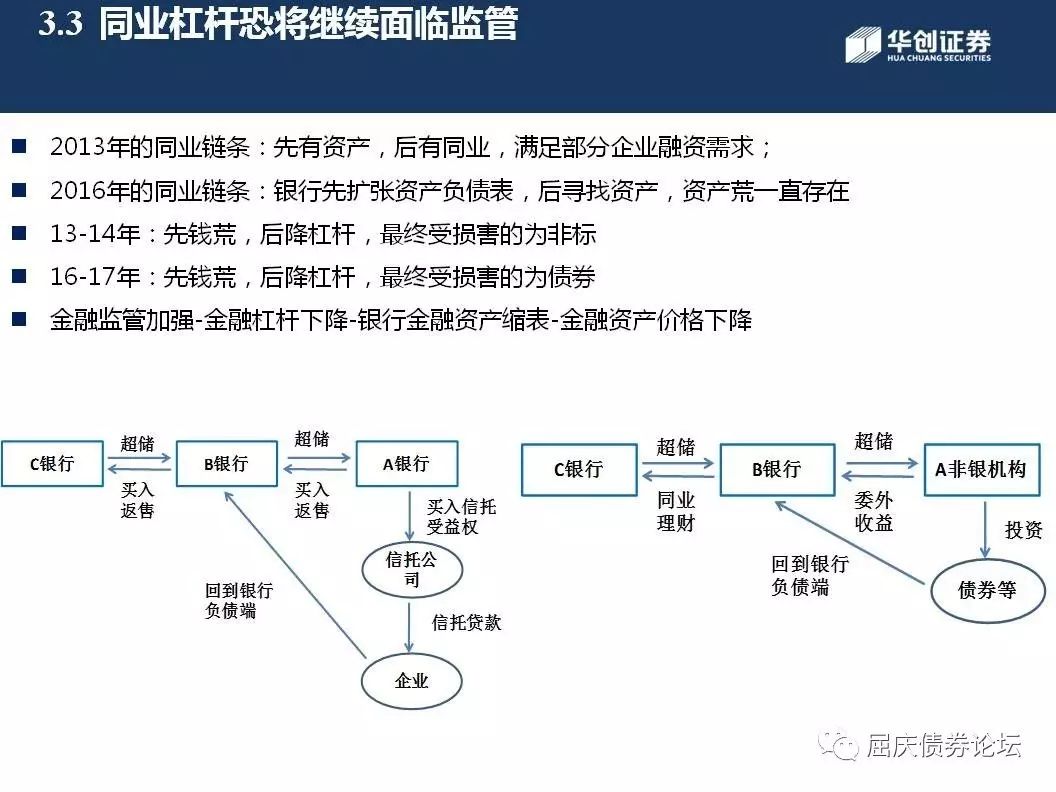 3.3 同业杠杆恐将继续面临监管
华创证券
HUA CHUANG SECURITIES
2013年的同业链条：先有资产，后有同业，满足部分企业融资需求；
2016年的同业链条：银行先扩张资产负债表，后寻找资产，资产荒一直存在
13-14年：先钱荒，后降杠杆，最终受损害的为非标
16-17年：先钱荒，后降杠杆，最终受损害的为债券
金融监管加强-金融杠杆下降-银行金融资产缩表-金融资产价格下降
C银行
超储
买入
返售
B银行
超储
买入
返售
A银行
买入信托
受益权
信托公
司
回到银行
负债端
信托贷款
企业
C银行
超储
同业
理财
B银行
超储
委外
收益
A非银机构
投资
回到银行
负债端
债券等
屈庆债券论坛